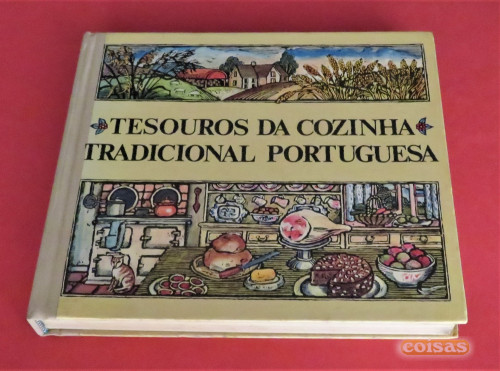 TESOUROS DA COZINHA
TRADICIONAL PORTUGUESA
coisas